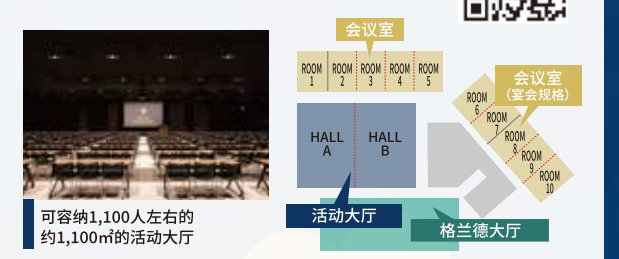 会议室
ROOM 1
ROOM 2
ROOM 3
ROOM 4
ROOM 5
会议室
（宴会规格）
ROOM 6
ROOM 7
ROOM 8
ROOM 9
ROOM 10
HALL A
HALL B
活动大厅
格兰德大厅
可容纳1,100人左右的
约1,100㎡的活动大厅